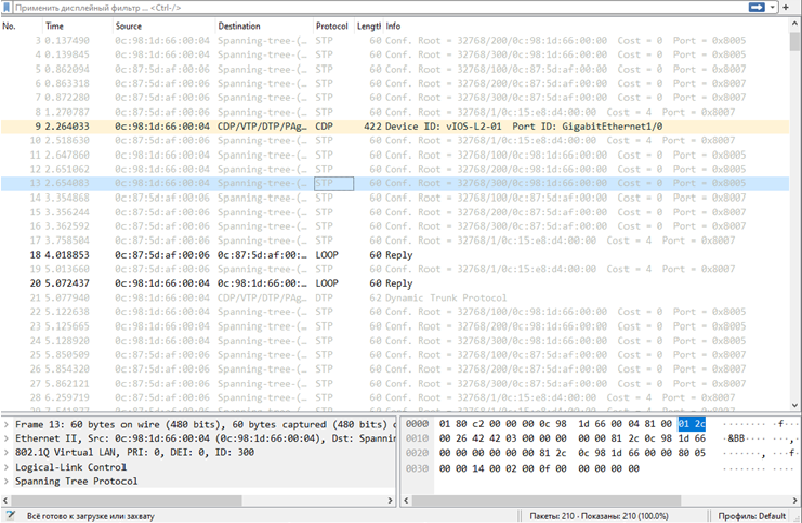 Применить дисплейный фильтр ... <Ctrl-/>
No. Time Source Destination Protocol Length Info
3 0.137490 0c:98:1d:66:00:04 Spanning-tree-(… STP 60 Conf. Root = 32768/200/0c:98:1d:66:00:00 Cost = 0 Port = 0x8005
4 0.139845 0c:98:1d:66:00:04 Spanning-tree-(… STP 60 Conf. Root = 32768/300/0c:98:1d:66:00:00 Cost = 0 Port = 0x8005
5 0.862094 0c:87:5d:af:00:06 Spanning-tree-(… STP 60 Conf. Root = 32768/100/0c:87:5d:af:00:00 Cost = 0 Port = 0x8007
6 0.863318 0c:87:5d:af:00:06 Spanning-tree-(… STP 60 Conf. Root = 32768/200/0c:87:5d:af:00:00 Cost = 0 Port = 0x8007
7 0.872280 0c:87:5d:af:00:06 Spanning-tree-(… STP 60 Conf. Root = 32768/300/0c:87:5d:af:00:00 Cost = 0 Port = 0x8007
8 1.270787 0c:87:5d:af:00:06 Spanning-tree-(… STP 60 Conf. Root = 32768/1/0c:15:e8:d4:00:00 Cost = 4 Port = 0x8007
9 2.264033 0c:98:1d:66:00:04 CDP/VTP/DTP/PAg… CDP 422 Device ID: vIOS-L2-01 Port ID: GigabitEthernet1/0
10 2.518630 0c:87:5d:af:00:06 Spanning-tree-(… STP 60 Conf. Root = 32768/1/0c:15:e8:d4:00:00 Cost = 4 Port = 0x8007
11 2.647860 0c:98:1d:66:00:04 Spanning-tree-(… STP 60 Conf. Root = 32768/100/0c:98:1d:66:00:00 Cost = 0 Port = 0x8005
12 2.651062 0c:98:1d:66:00:04 Spanning-tree-(… STP 60 Conf. Root = 32768/200/0c:98:1d:66:00:00 Cost = 0 Port = 0x8005
13 2.654083 0c:98:1d:66:00:04 Spanning-tree-(… STP 60 Conf. Root = 32768/300/0c:98:1d:66:00:00 Cost = 0 Port = 0x8005
14 3.354868 0c:87:5d:af:00:06 Spanning-tree-(… STP 60 Conf. Root = 32768/100/0c:87:5d:af:00:00 Cost = 0 Port = 0x8007
15 3.356244 0c:87:5d:af:00:06 Spanning-tree-(… STP 60 Conf. Root = 32768/200/0c:87:5d:af:00:00 Cost = 0 Port = 0x8007
16 3.362592 0c:87:5d:af:00:06 Spanning-tree-(… STP 60 Conf. Root = 32768/300/0c:87:5d:af:00:00 Cost = 0 Port = 0x8007
17 3.758504 0c:87:5d:af:00:06 Spanning-tree-(… STP 60 Conf. Root = 32768/1/0c:15:e8:d4:00:00 Cost = 4 Port = 0x8007
18 4.018853 0c:87:5d:af:00:06 0c:87:5d:af:00:… LOOP 60 Reply
19 5.013660 0c:87:5d:af:00:06 Spanning-tree-(… STP 60 Conf. Root = 32768/1/0c:15:e8:d4:00:00 Cost = 4 Port = 0x8007
20 5.072437 0c:98:1d:66:00:04 0c:98:1d:66:00:… LOOP 60 Reply
21 5.077940 0c:98:1d:66:00:04 CDP/VTP/DTP/PAg… DTP 62 Dynamic Trunk Protocol
22 5.122638 0c:98:1d:66:00:04 Spanning-tree-(… STP 60 Conf. Root = 32768/100/0c:98:1d:66:00:00 Cost = 0 Port = 0x8005
23 5.125665 0c:98:1d:66:00:04 Spanning-tree-(… STP 60 Conf. Root = 32768/200/0c:98:1d:66:00:00 Cost = 0 Port = 0x8005
24 5.128920 0c:98:1d:66:00:04 Spanning-tree-(… STP 60 Conf. Root = 32768/300/0c:98:1d:66:00:00 Cost = 0 Port = 0x8005
25 5.850509 0c:87:5d:af:00:06 Spanning-tree-(… STP 60 Conf. Root = 32768/100/0c:87:5d:af:00:00 Cost = 0 Port = 0x8007
26 5.854320 0c:87:5d:af:00:06 Spanning-tree-(… STP 60 Conf. Root = 32768/200/0c:87:5d:af:00:00 Cost = 0 Port = 0x8007
27 5.862121 0c:87:5d:af:00:06 Spanning-tree-(… STP 60 Conf. Root = 32768/300/0c:87:5d:af:00:00 Cost = 0 Port = 0x8007
28 6.259719 0c:87:5d:af:00:06 Spanning-tree-(… STP 60 Conf. Root = 32768/1/0c:15:e8:d4:00:00 Cost = 4 Port = 0x8007
Frame 13: 60 bytes on wire (480 bits), 60 bytes captured (480 bits) o
Ethernet II, Src: 0c:98:1d:66:00:04 (0c:98:1d:66:00:04), Dst: Spannin
802.1Q Virtual LAN, PRI: 0, DEI: 0, ID: 300
Logical-Link Control
Spanning Tree Protocol
0000 01 80 c2 00 00 00 0c 98 1d 66 00 04 81 00 01 2c ········ ·f·····,
0010 00 26 42 42 03 00 00 00 00 00 81 2c 0c 98 1d 66 ·&BB···· ···,···f
0020 00 00 00 00 00 00 81 2c 0c 98 1d 66 00 00 80 05 ·······, ···f····
0030 00 00 14 00 02 00 0f 00 00 00 00 00 ········ ····
Всё готово к загрузке или захвату Пакеты: 210 · Показаны: 210 (100.0%) Профиль: Default